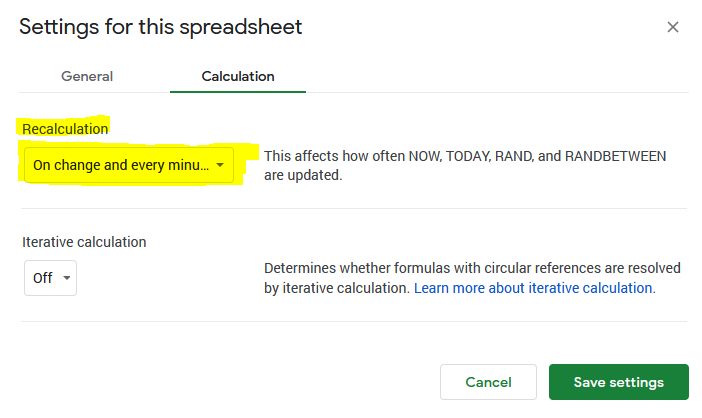 Settings for this spreadsheet
General
Calculation
Recalculation
On change and every minu...
This affects how often NOW, TODAY, RAND, and RANDBETWEEN
are updated.
Iterative calculation
Off
Determines whether formulas with circular references are resolved
by iterative calculation. Learn more about iterative calculation.
Cancel
Save settings